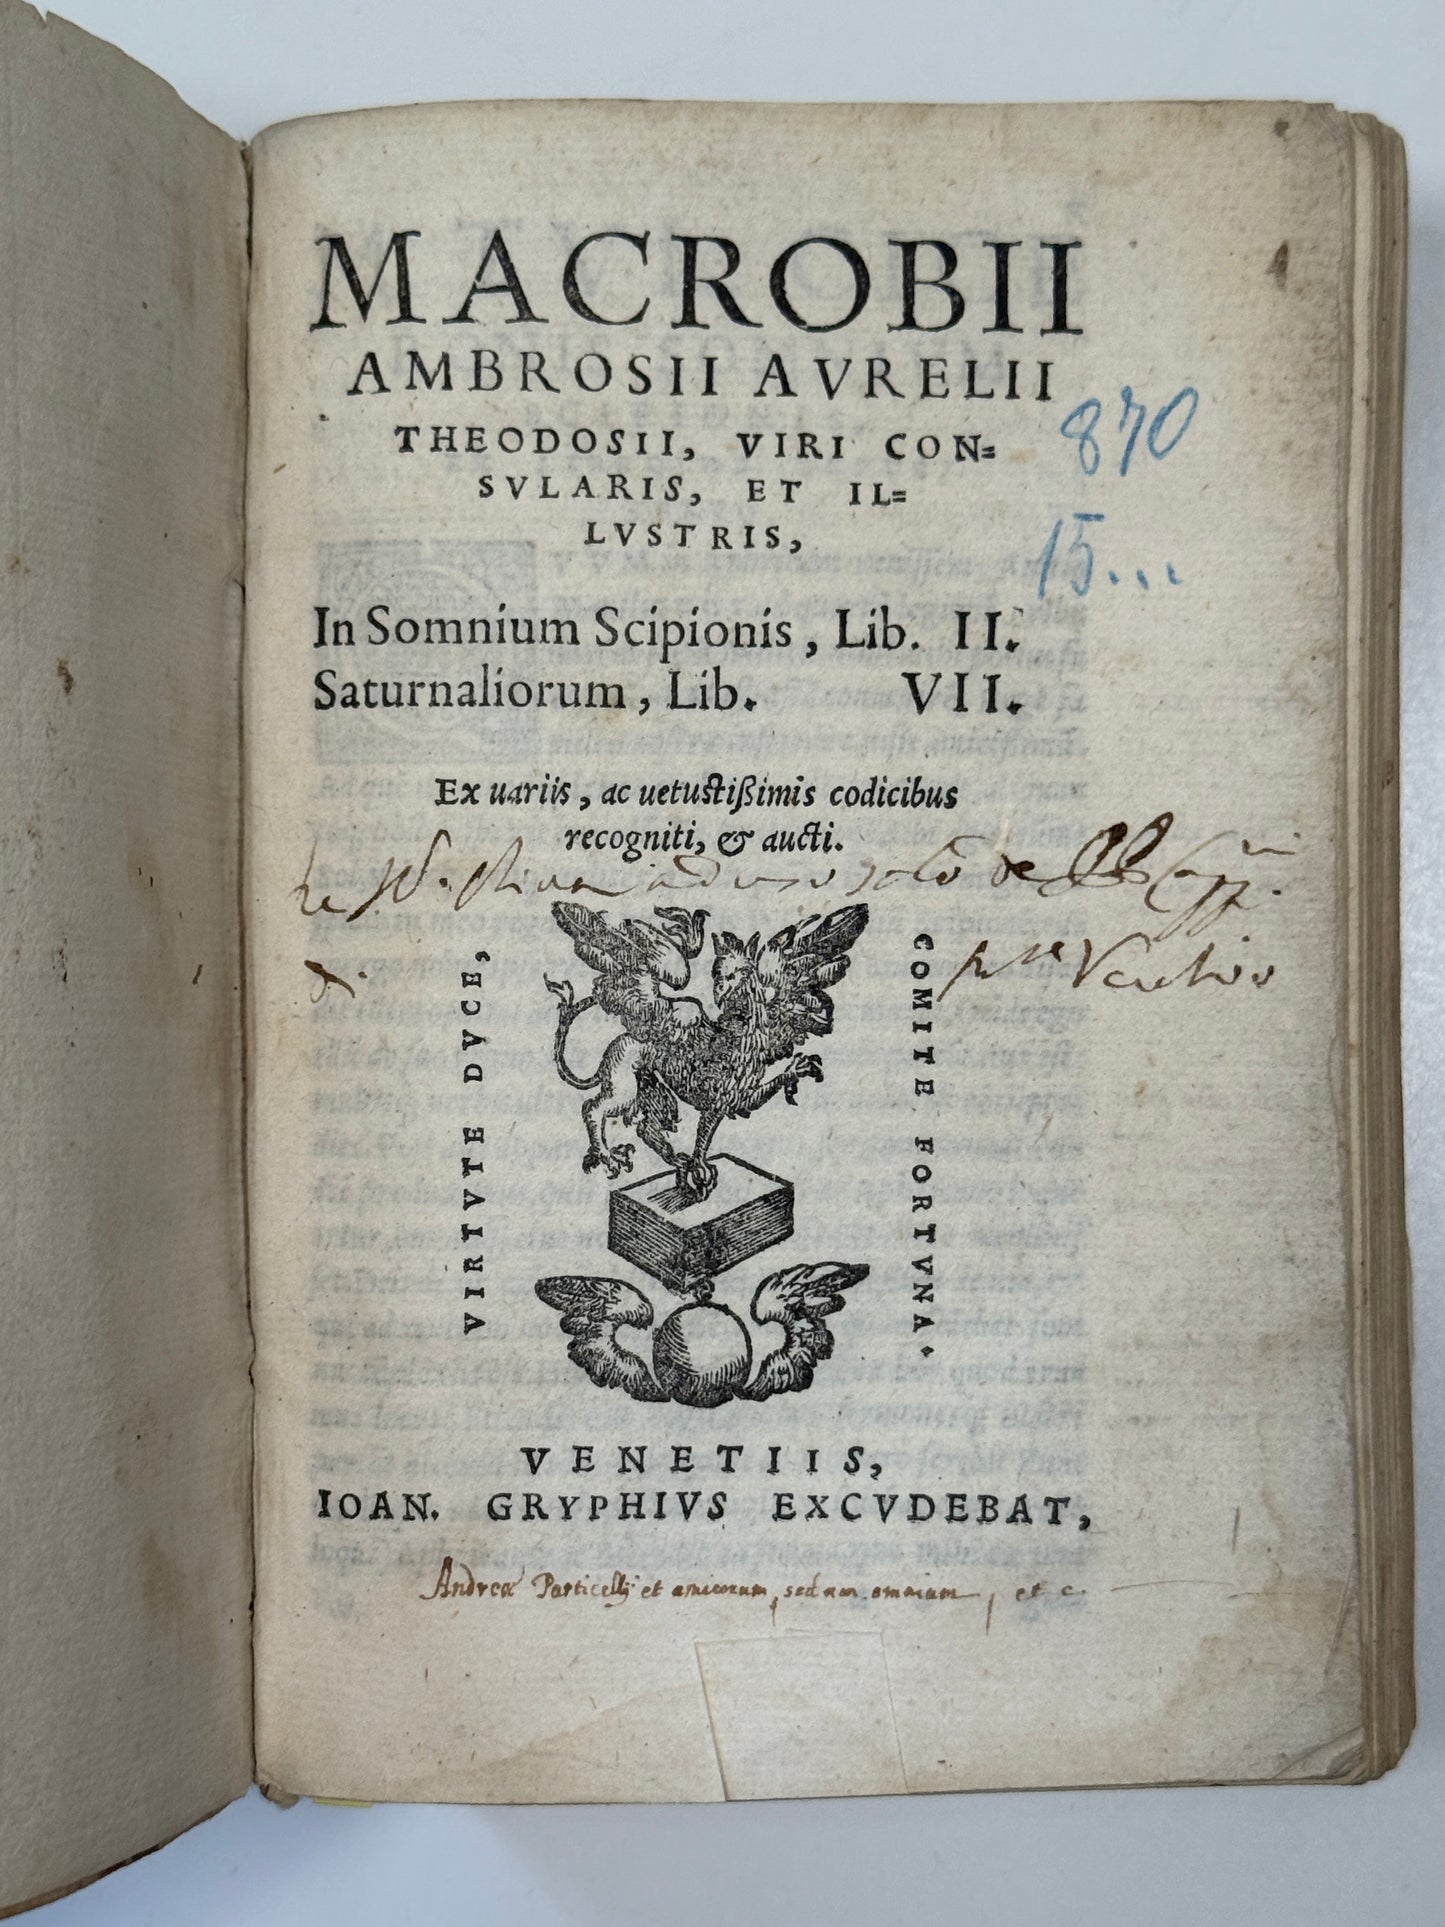 MACROBII
AMBROSII AVRELII
THEODOSII, VIRI CON=
SVLARIS, ET IL=
LVSTRIS,
870
15...
In Somnium Scipionis, Lib. II.
Saturnaliorum, Lib. VII.
Ex uariis, ac uetustißimis codicibus
recogniti, & aucti.
de
VIRTVTE DVCE,
COMITE FORTVNA.
VENETIIS,
IOAN. GRYPHIVS EXCVDEBAT,
Andreæ Particellij et amicorum, sed non omnium, et c.